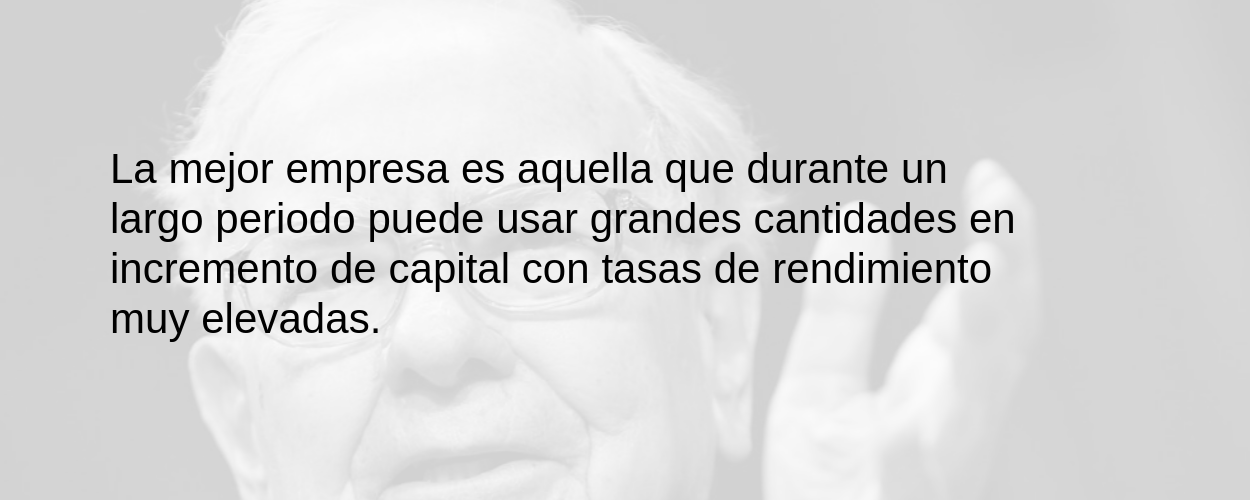 La mejor empresa es aquella que durante un
largo periodo puede usar grandes cantidades en
incremento de capital con tasas de rendimiento
muy elevadas.